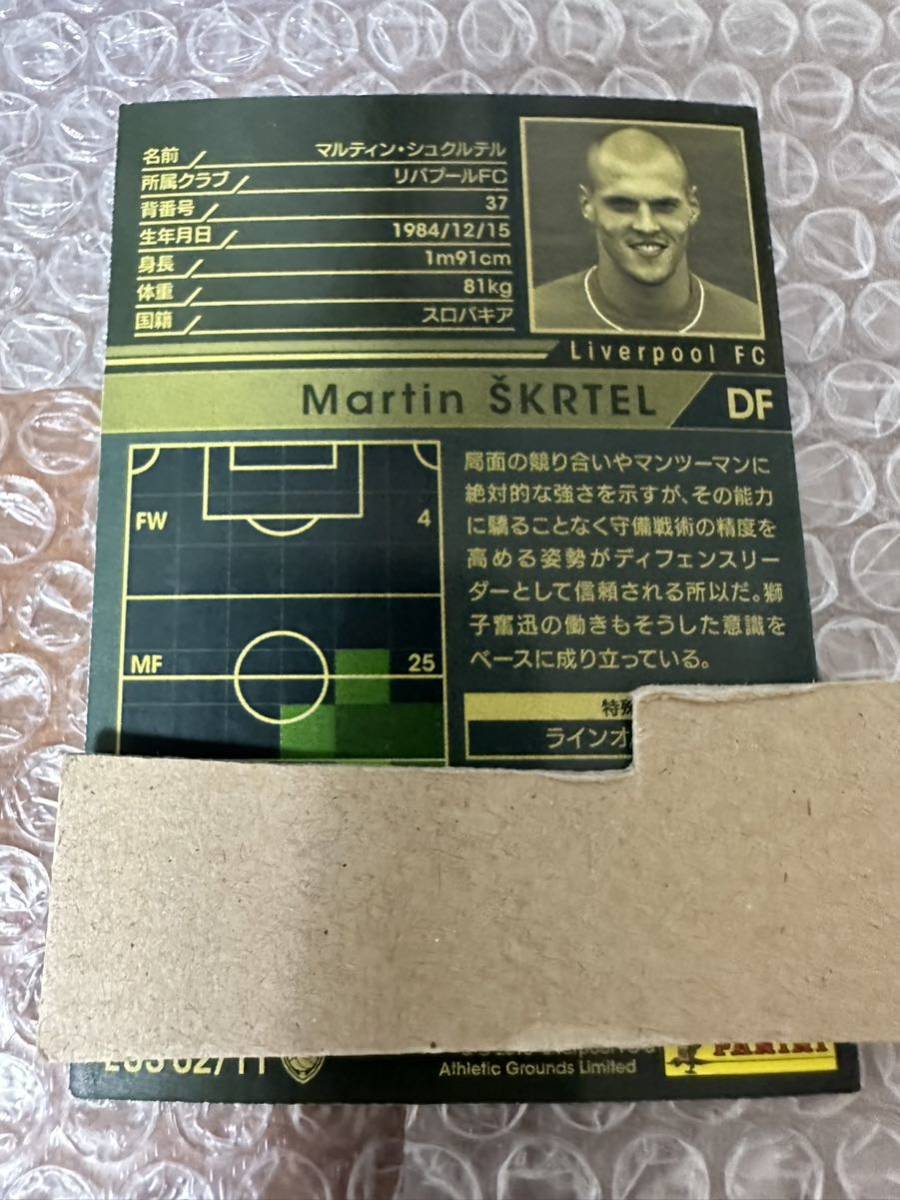 名前 マルティン・シュクルテル
所属クラブ リバプールFC
背番号 37
生年月日 1984/12/15
身長 1m91cm
体重 81kg
国籍 スロバキア
Liverpool FC
Martin ŠKRTEL DF
FW 4
MF 25
局面の競り合いやマンツーマンに
絶対的な強さを示すが、その能力
に驕ることなく守備戦術の精度を
高める姿勢がディフェンスリー
ダーとして信頼される所以だ。獅
子奮迅の働きもそうした意識を
ベースに成り立っている。
特殊
ラインオ
Athletic Grounds Limited
PANINI